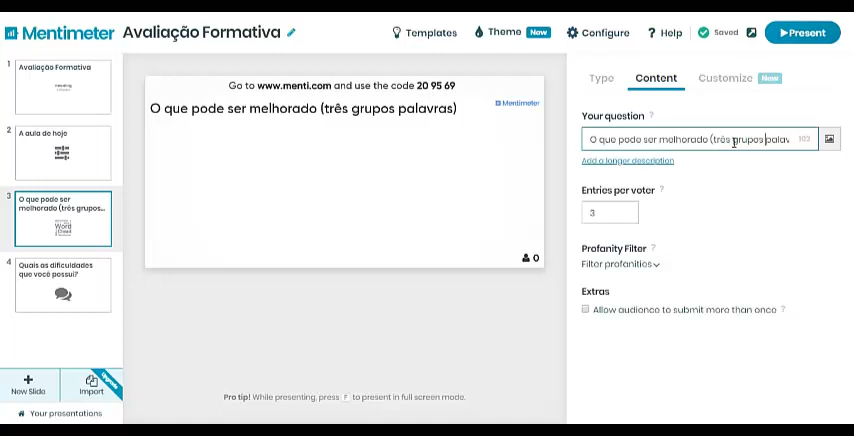 Mentimeter
Avaliação Formativa
Templates
Theme New
Configure
? Help
Saved
Present
1
Avaliação Formativa
2
A aula de hoje
3
O que pode ser
melhorado (três grupos...
Word
4
Quais as dificuldades
que você possui?
+
New Slide
Import
Upgrade
Your presentations
Go to www.menti.com and use the code 20 95 69
O que pode ser melhorado (três grupos palavras)
Mentimeter
0
Pro tip! While presenting, press F to present in full screen mode.
Type
Content
Customize New
Your question ?
O que pode ser melhorado (três grupos palav
103
Add a longer description
Entries per voter ?
3
Profanity Filter ?
Filter profanities
Extras
Allow audience to submit more than once ?